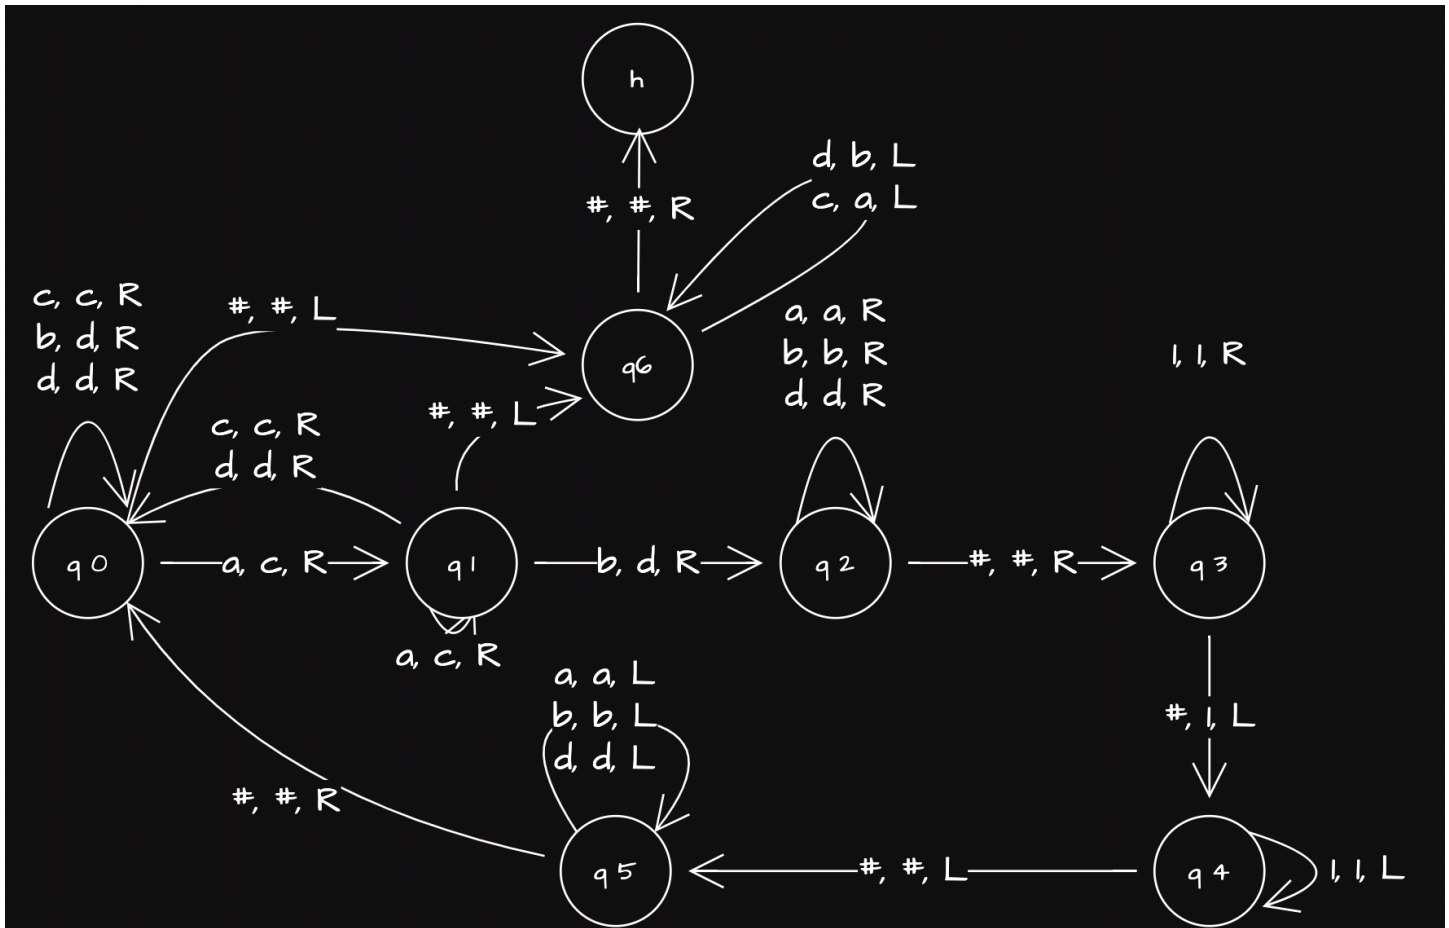 h
d, b, L
c, a, L
#, #, R
c, c, R
b, d, R
d, d, R
#, #, L
a, a, R
b, b, R
d, d, R
1, 1, R
q6
#, #, L
c, c, R
d, d, R
q0
a, c, R
q1
b, d, R
q2
#, #, R
q3
a, c, R
a, a, L
b, b, L
d, d, L
#, 1, L
#, #, R
q5
#, #, L
q4
1, 1, L